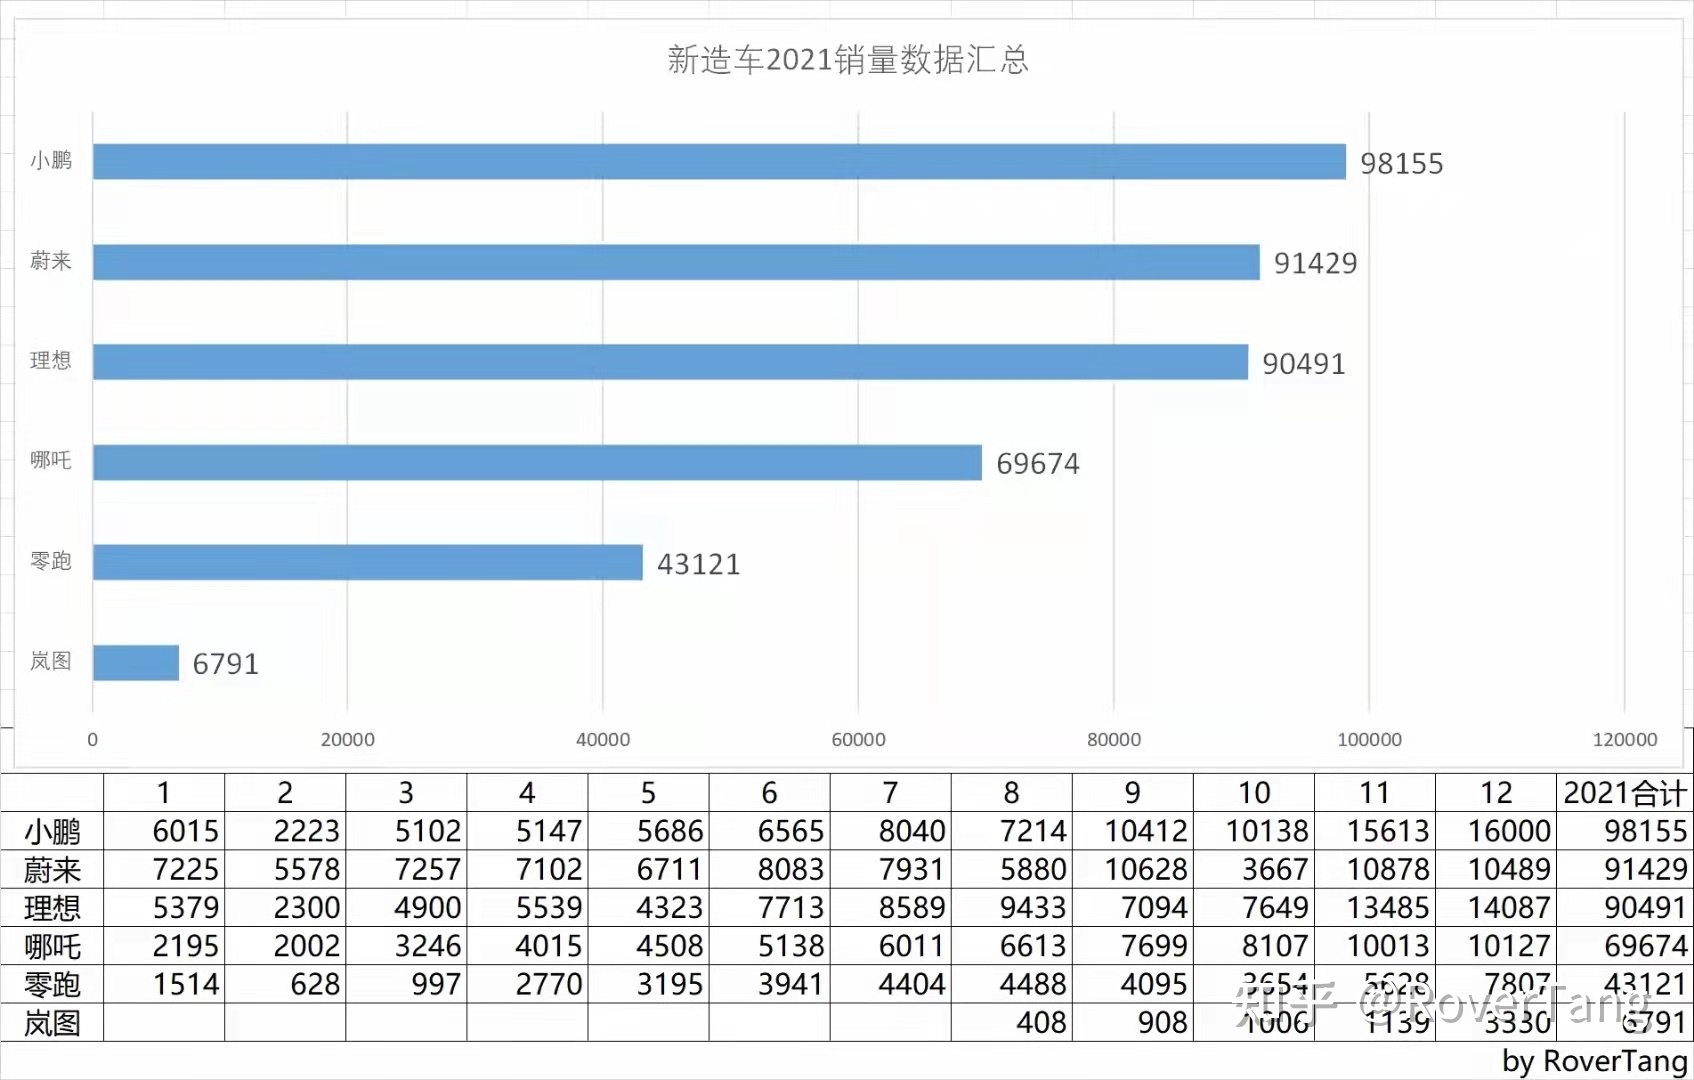 新造车2021销量数据汇总
小鹏 98155
蔚来 91429
理想 90491
哪吒 69674
零跑 43121
岚图 6791
0 20000 40000 60000 80000 100000 120000
1 2 3 4 5 6 7 8 9 10 11 12 2021合计
小鹏 6015 2223 5102 5147 5686 6565 8040 7214 10412 10138 15613 16000 98155
蔚来 7225 5578 7257 7102 6711 8083 7931 5880 10628 3667 10878 10489 91429
理想 5379 2300 4900 5539 4323 7713 8589 9433 7094 7649 13485 14087 90491
哪吒 2195 2002 3246 4015 4508 5138 6011 6613 7699 8107 10013 10127 69674
零跑 1514 628 997 2770 3195 3941 4404 4488 4095 3654 5628 7807 43121
岚图 408 908 1006 1139 3330 6791
知乎 @RoverTang
by RoverTang